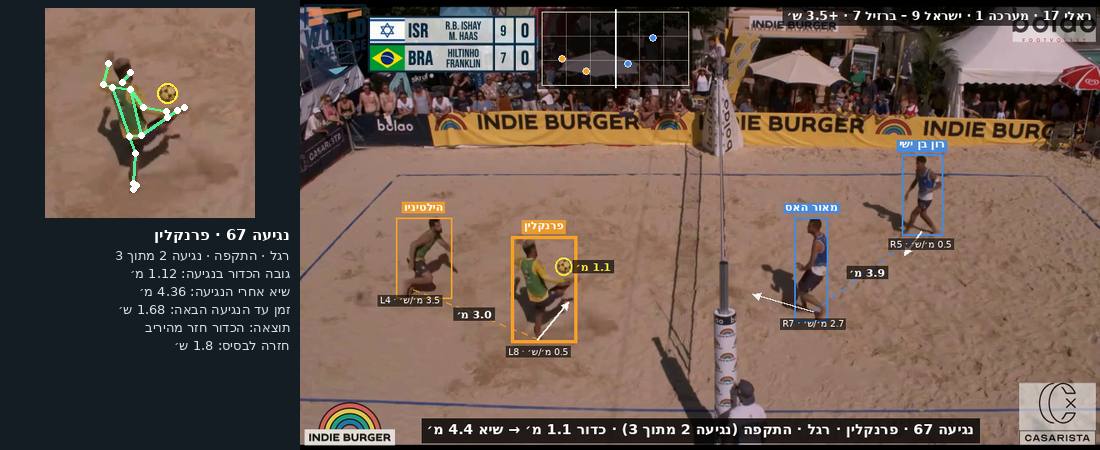 נגיעה 67 · פרנקלין
רגל · התקפה · נגיעה 2 מתוך 3
גובה הכדור בנגיעה: 1.12 מ׳
שיא אחרי הנגיעה: 4.36 מ׳
זמן עד הנגיעה הבאה: 1.68 ש׳
תוצאה: הכדור חזר מהיריב
חזרה לבסיס: 1.8 ש׳
ראלי 17 · מערכה 1 · ישראל 9 – ברזיל 7 · +3.5 ש׳
ISR R.B. ISHAY M. HAAS 9 0
BRA HILTINHO FRANKLIN 7 0
INDIE BURGER
bolao
FOOTVOLLEY
CASARISTA
bolao
INDIE BURGER
INDIE BURGER
רון בן ישי
R5 · 0.5 מ׳/ש׳
הילטיניו
L4 · 3.5 מ׳/ש׳
פרנקלין
1.1 מ׳
L8 · 0.5 מ׳/ש׳
3.0 מ׳
מאור האס
R7 · 2.7 מ׳/ש׳
3.9 מ׳
INDIE BURGER
CASARISTA
נגיעה 67 · פרנקלין · רגל · התקפה (נגיעה 2 מתוך 3) · כדור 1.1 מ׳ → שיא 4.4 מ׳